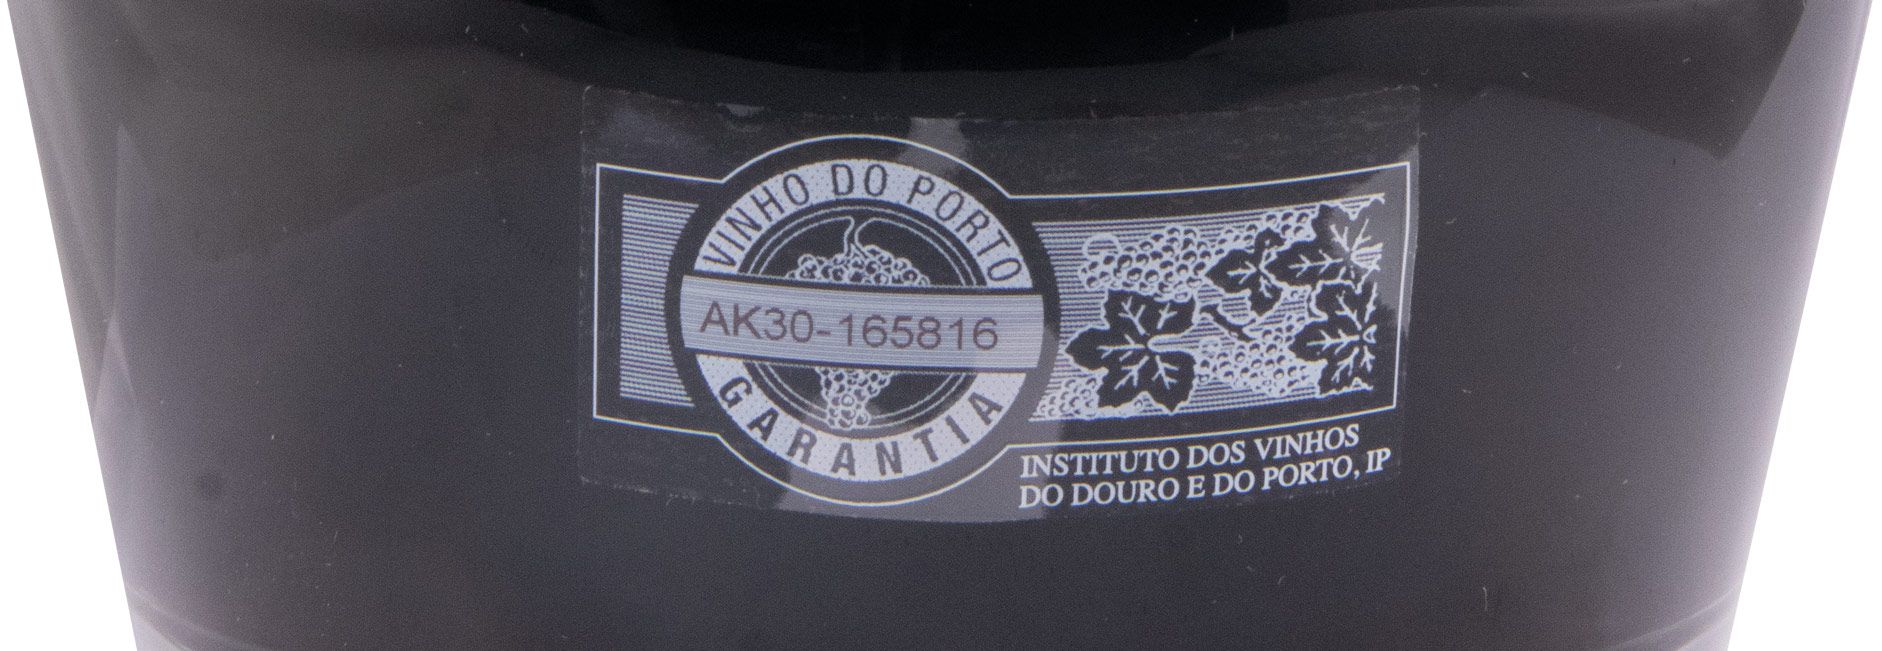 VINHO DO PORTO
AK30-165816
GARANTIA
INSTITUTO DOS VINHOS
DO DOURO E DO PORTO, IP